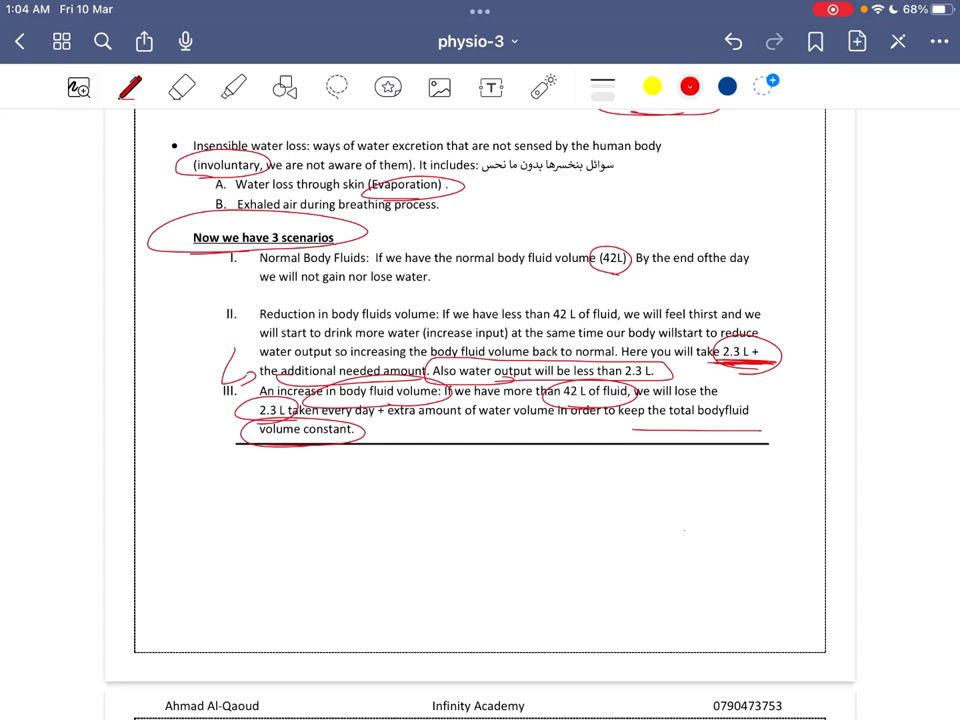 1:04 AM Fri 10 Mar 68%
physio-3
Insensible water loss: ways of water excretion that are not sensed by the human body
(involuntary, we are not aware of them). It includes: سوائل بنخسرها بدون ما نحس
A. Water loss through skin (Evaporation) .
B. Exhaled air during breathing process.
Now we have 3 scenarios
I. Normal Body Fluids: If we have the normal body fluid volume (42L) By the end ofthe day
we will not gain nor lose water.
II. Reduction in body fluids volume: If we have less than 42 L of fluid, we will feel thirst and we
will start to drink more water (increase input) at the same time our body willstart to reduce
water output so increasing the body fluid volume back to normal. Here you will take 2.3 L +
the additional needed amount. Also water output will be less than 2.3 L.
III. An increase in body fluid volume: If we have more than 42 L of fluid, we will lose the
2.3 L taken every day + extra amount of water volume in order to keep the total bodyfluid
volume constant.
Ahmad Al-Qaoud Infinity Academy 0790473753